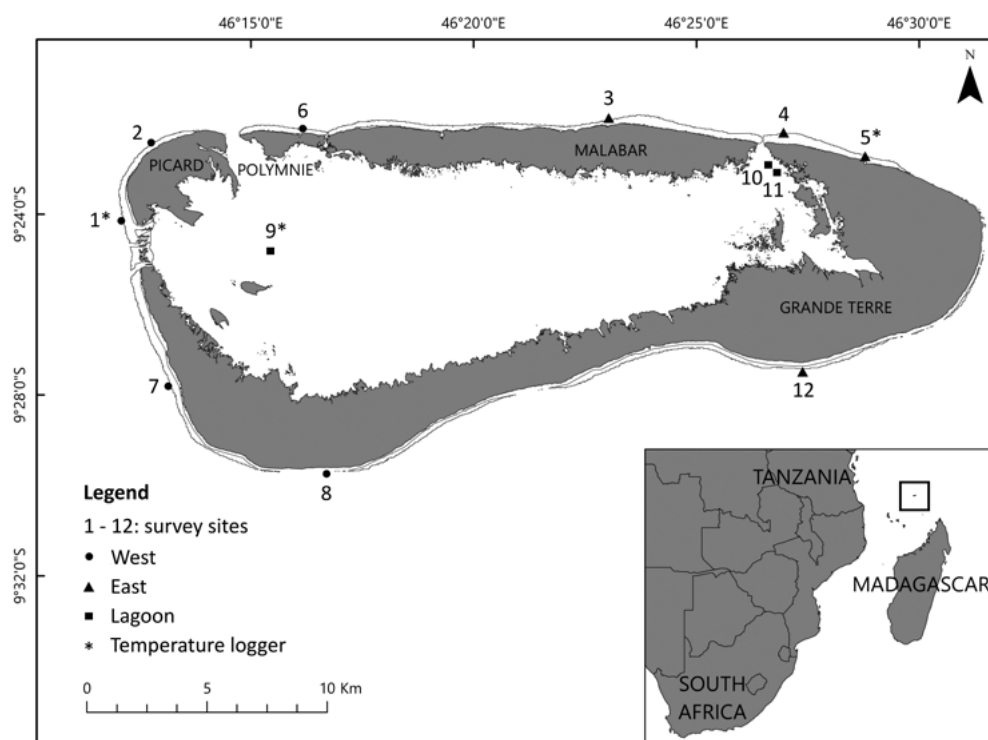 46°15'0"E 46°20'0"E 46°25'0"E 46°30'0"E
N
3
6
4
2
5*
MALABAR
PICARD
POLYMNIE
10
11
9°24'0"S
1*
9*
GRANDE TERRE
12
7
9°28'0"S
8
Legend
1 - 12: survey sites
West
East
Lagoon
* Temperature logger
9°32'0"S
0 5 10 Km
TANZANIA
MADAGASCAR
SOUTH
AFRICA